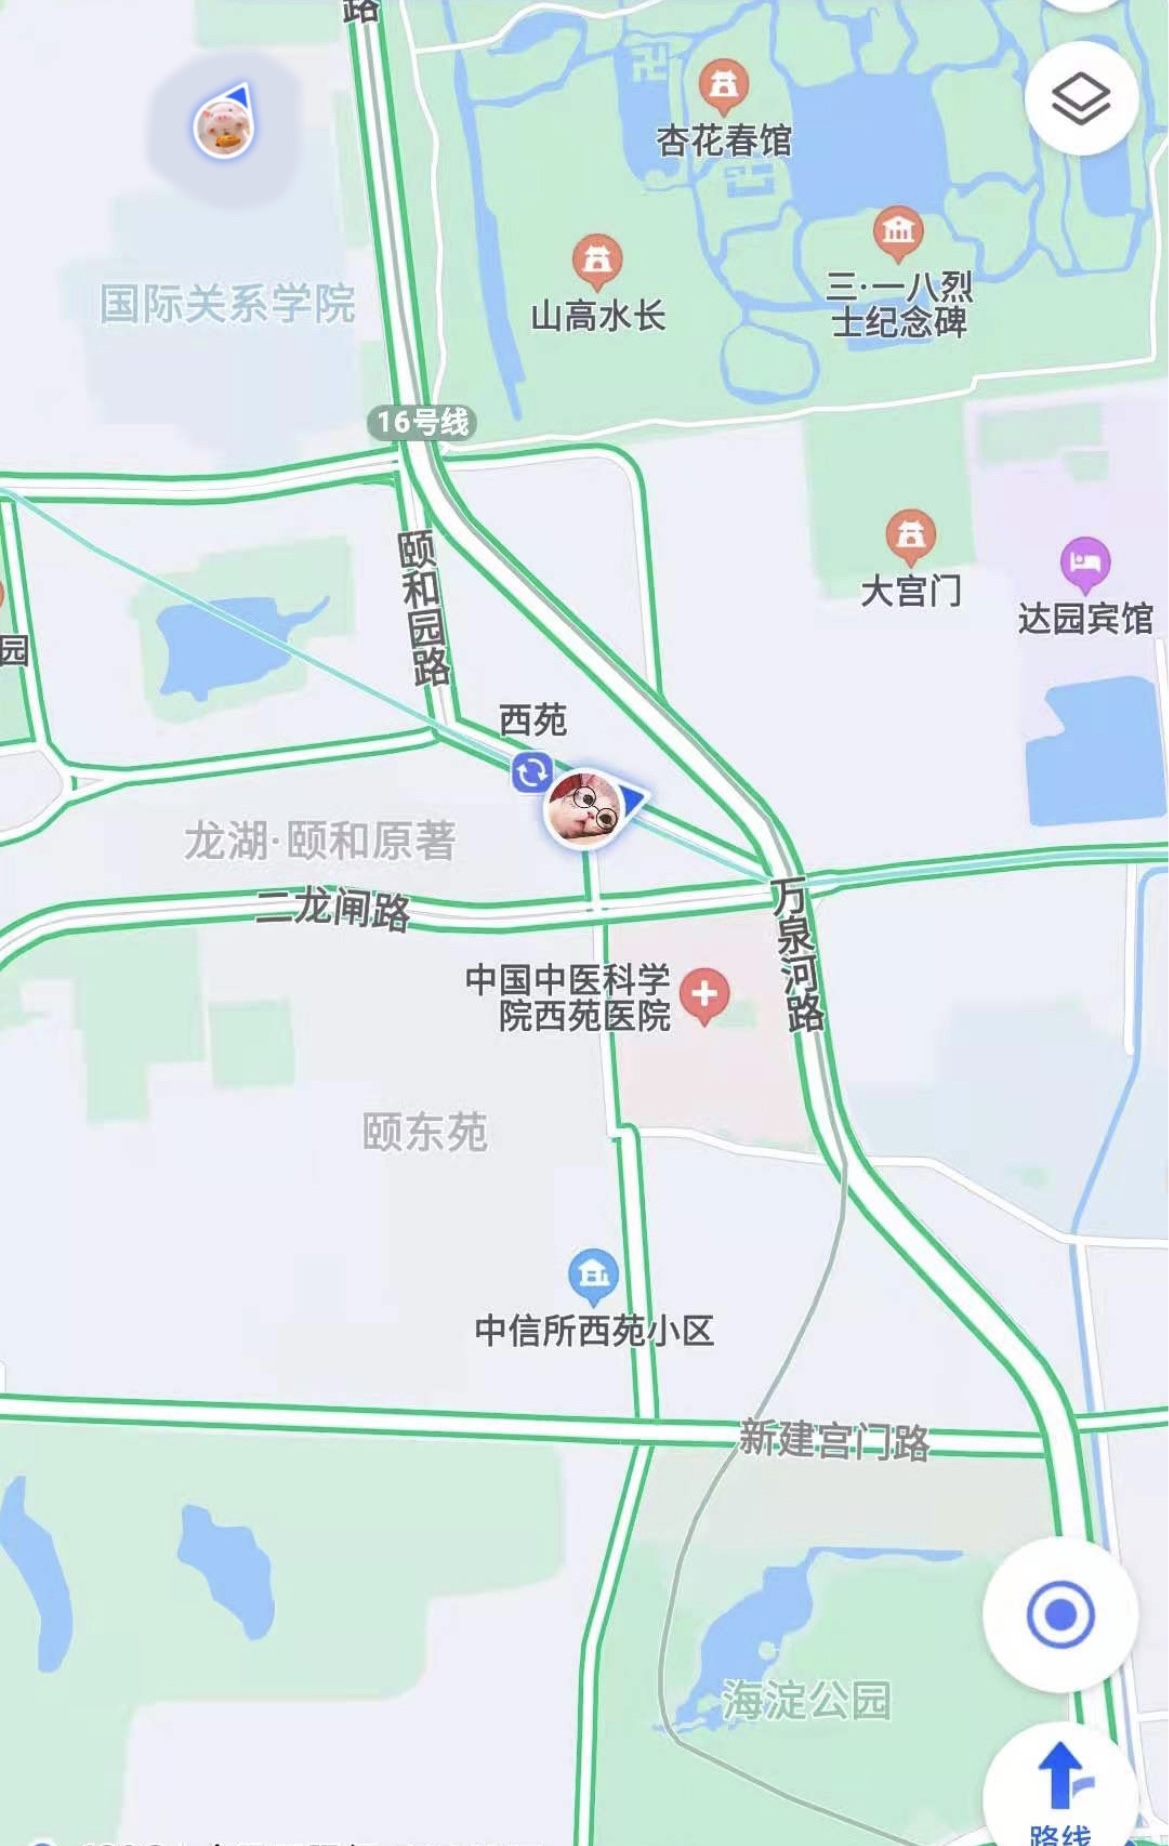 路
杏花春馆
三·一八烈
士纪念碑
山高水长
国际关系学院
16号线
颐和园路
大宫门
达园宾馆
园
西苑
龙湖·颐和原著
二龙闸路
万泉河路
中国中医科学
院西苑医院
颐东苑
中信所西苑小区
新建宫门路
海淀公园
路线